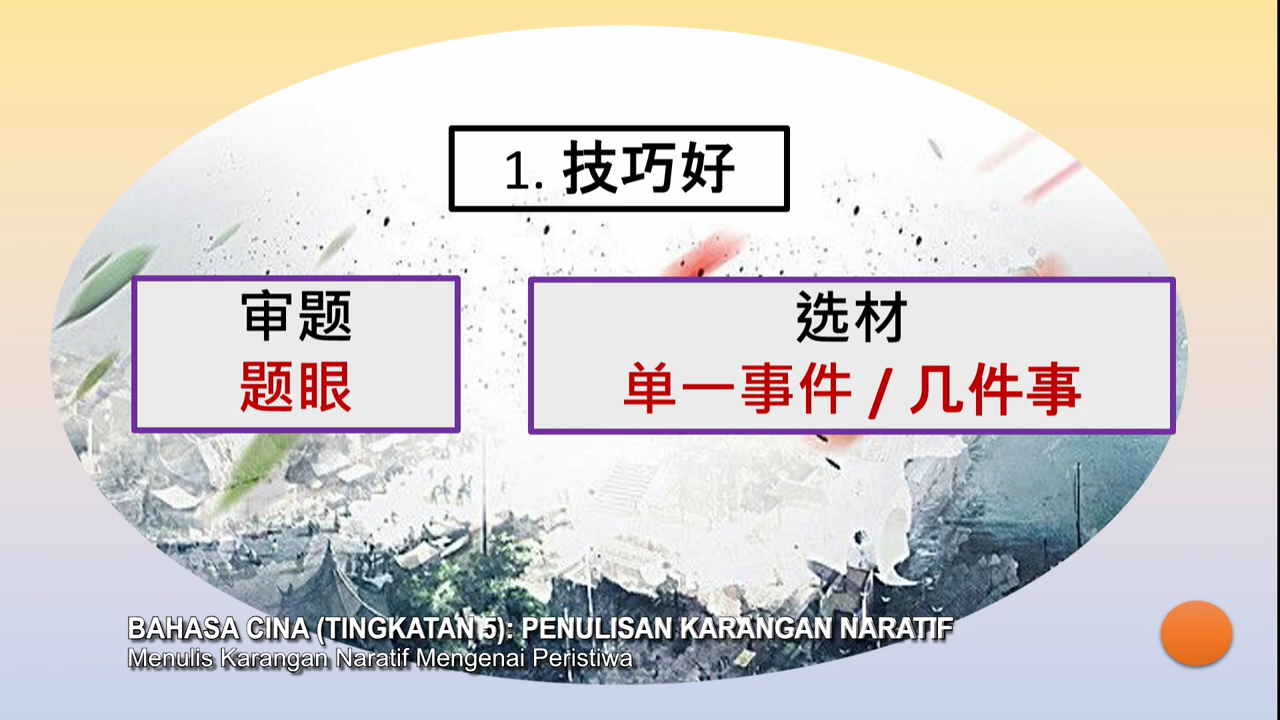 1. 技巧好
审题
题眼
选材
单一事件 / 几件事
BAHASA CINA (TINGKATAN 5): PENULISAN KARANGAN NARATIF
Menulis Karangan Naratif Mengenai Peristiwa